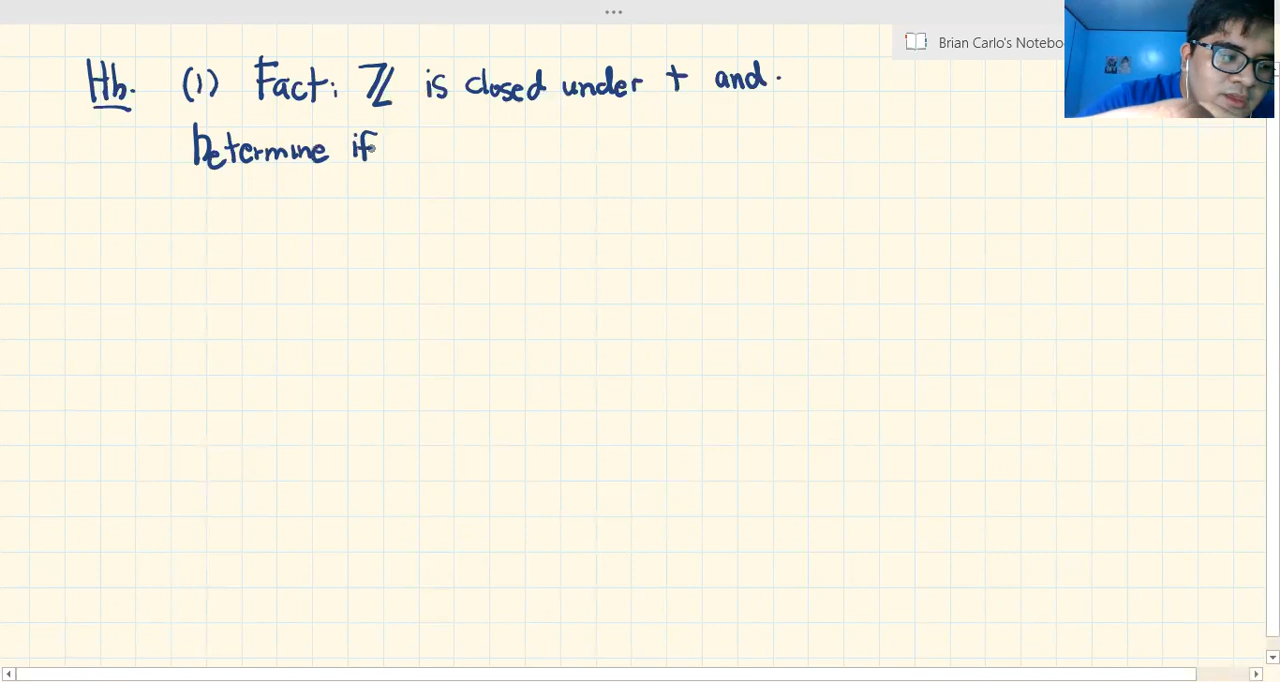 Brian Carlo's Notebo
Hb. (1) Fact: ℤ is closed under + and ·
Determine if